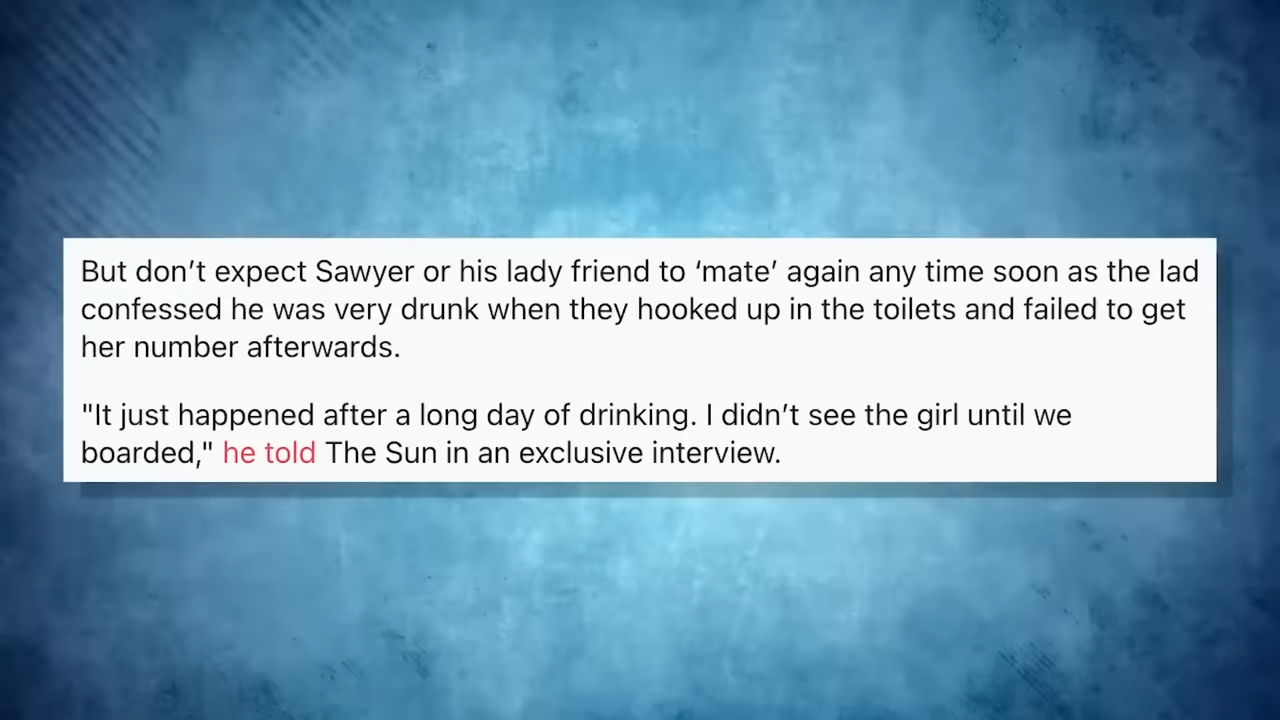 But don’t expect Sawyer or his lady friend to ‘mate’ again any time soon as the lad
confessed he was very drunk when they hooked up in the toilets and failed to get
her number afterwards.
"It just happened after a long day of drinking. I didn’t see the girl until we
boarded," he told The Sun in an exclusive interview.